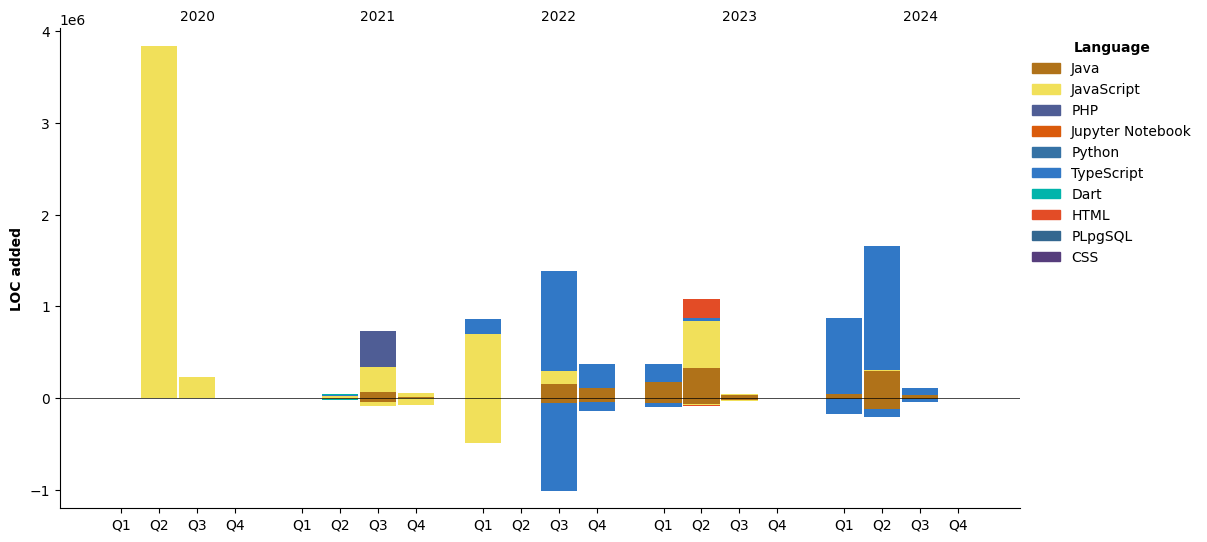 2020 2021 2022 2023 2024
1e6
4
3
2
1
0
−1
LOC added
Q1 Q2 Q3 Q4 Q1 Q2 Q3 Q4 Q1 Q2 Q3 Q4 Q1 Q2 Q3 Q4 Q1 Q2 Q3 Q4
Language
Java
JavaScript
PHP
Jupyter Notebook
Python
TypeScript
Dart
HTML
PLpgSQL
CSS